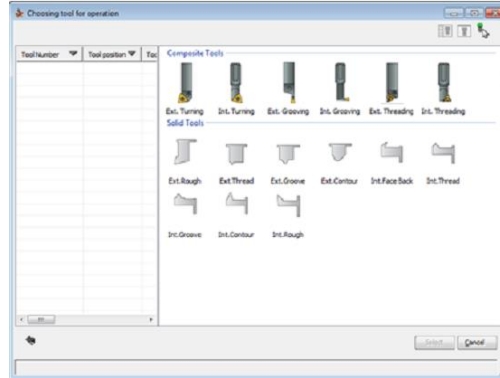 Choosing tool for operation
Tool Number Tool position Too
Composite Tools
Ext. Turning Int. Turning Ext. Grooving Int. Grooving Ext. Threading Int. Threading
Solid Tools
Ext.Rough Ext.Thread Ext.Groove Ext.Contour Int.Face Back Int.Thread
Int.Groove Int.Contour Int.Rough
Select Cancel